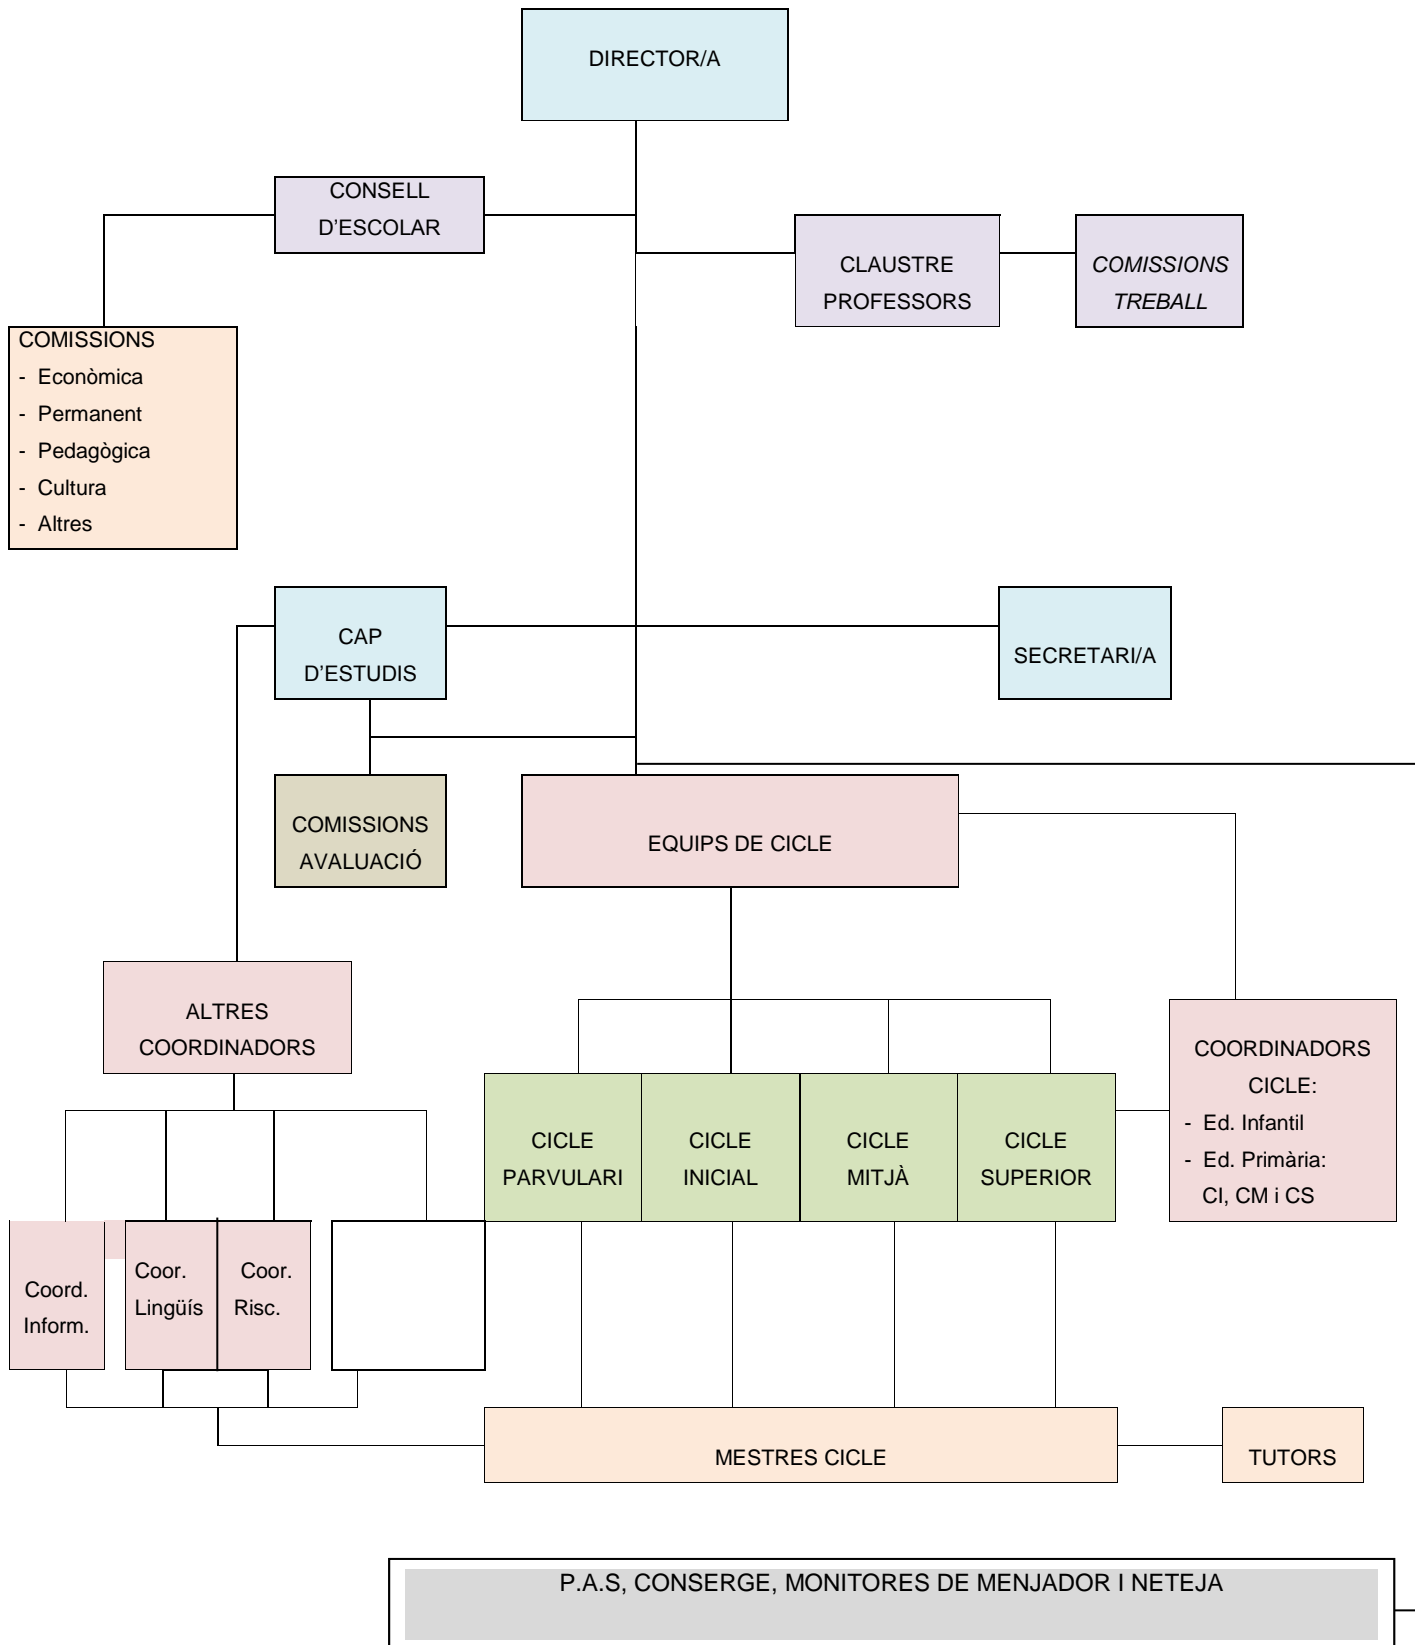 DIRECTOR/A
CONSELL
D'ESCOLAR
CLAUSTRE
PROFESSORS
COMISSIONS
TREBALL
COMISSIONS
- Econòmica
- Permanent
- Pedagògica
- Cultura
- Altres
CAP
D'ESTUDIS
SECRETARI/A
COMISSIONS
AVALUACIÓ
EQUIPS DE CICLE
ALTRES
COORDINADORS
COORDINADORS
CICLE:
- Ed. Infantil
- Ed. Primària:
CI, CM i CS
CICLE
PARVULARI
CICLE
INICIAL
CICLE
MITJÀ
CICLE
SUPERIOR
Coord.
Inform.
Coor.
Lingüís
Coor.
Risc.
MESTRES CICLE
TUTORS
P.A.S, CONSERGE, MONITORES DE MENJADOR I NETEJA